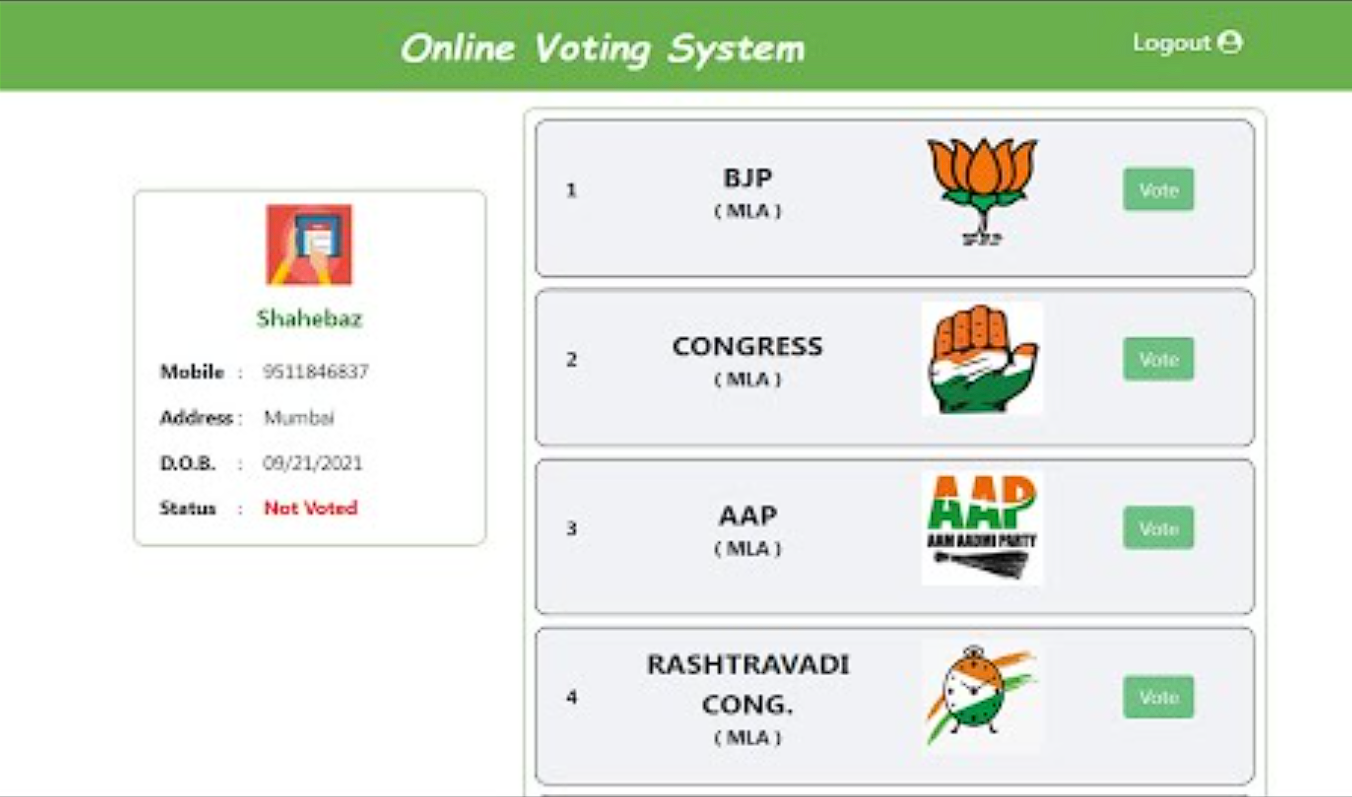 Online Voting System
Logout
Shahebaz
Mobile : 9511846837
Address : Mumbai
D.O.B. : 09/21/2021
Status : Not Voted
1
BJP
( MLA )
Vote
2
CONGRESS
( MLA )
Vote
3
AAP
( MLA )
AAP
AAM AADMI PARTY
Vote
4
RASHTRAVADI
CONG.
( MLA )
Vote